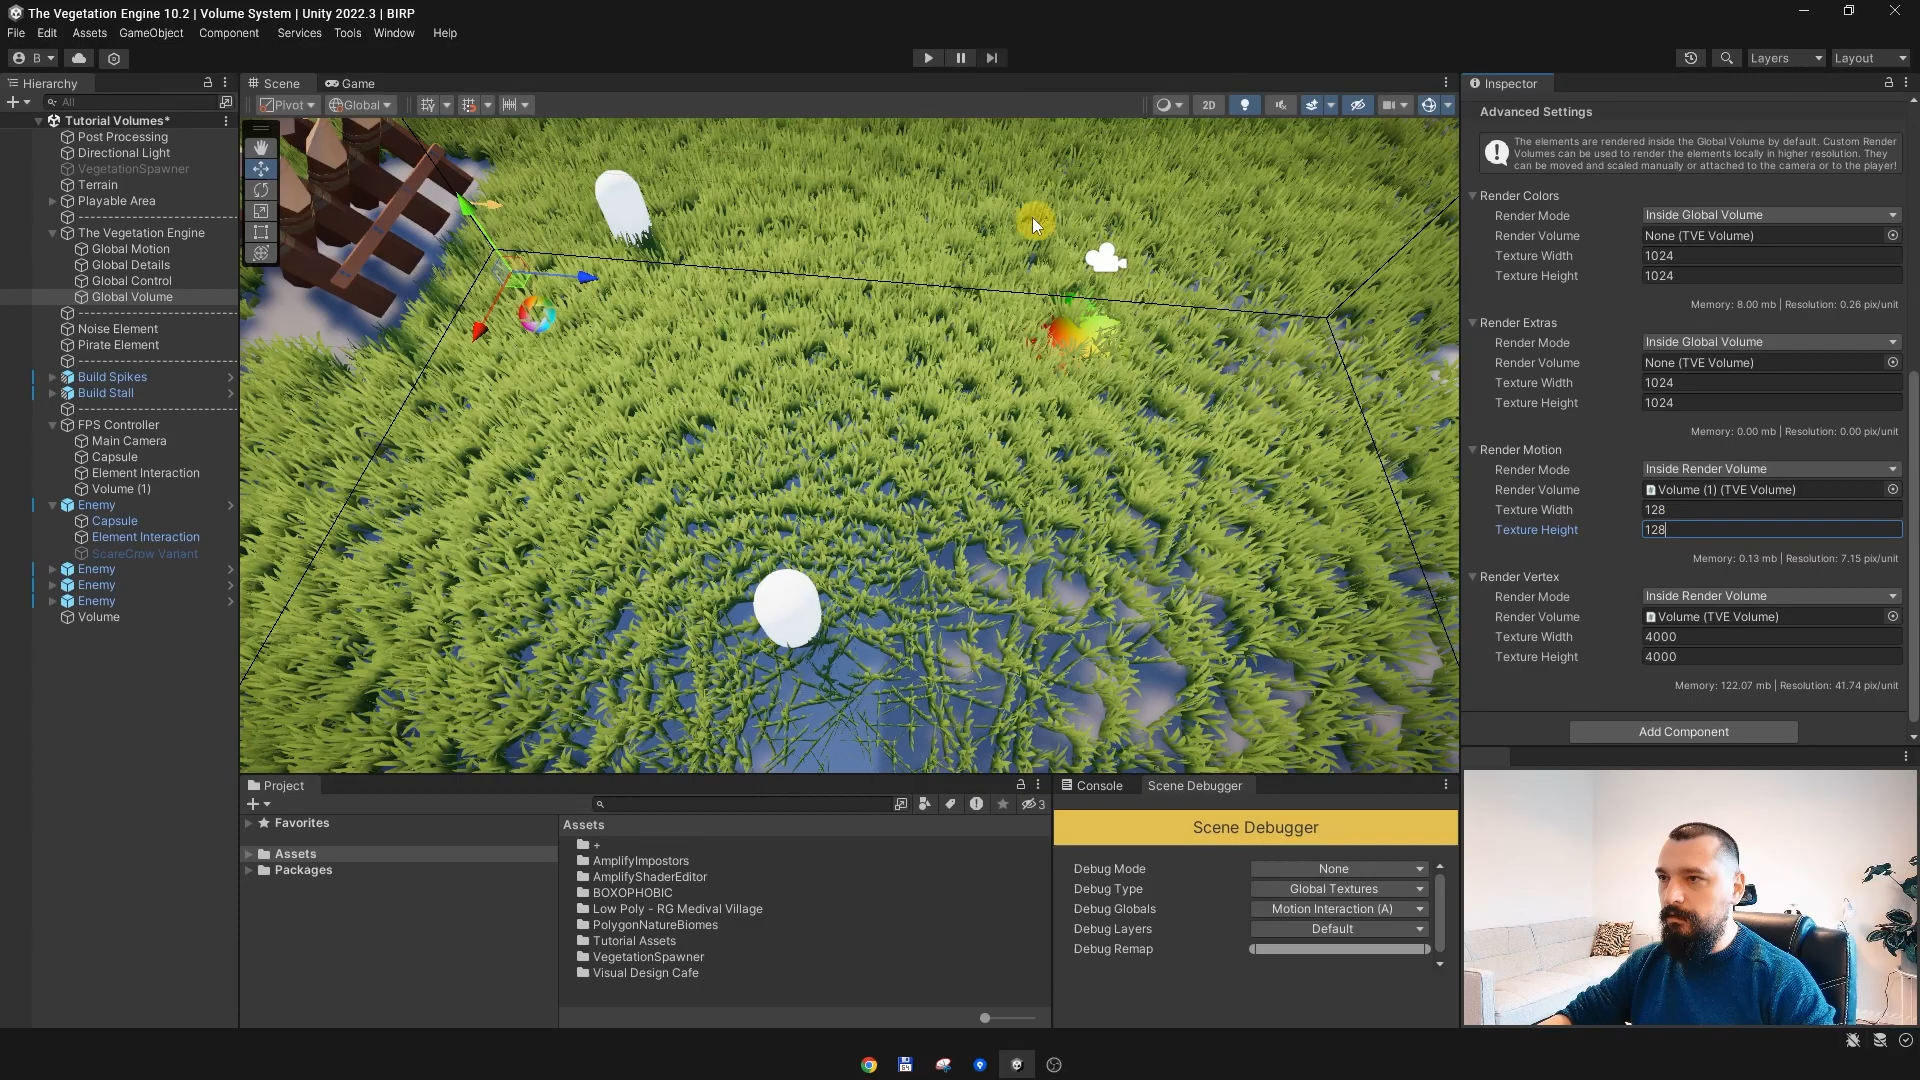 The Vegetation Engine 10.2 | Volume System | Unity 2022.3 | BIRP
File Edit Assets GameObject Component Services Tools Window Help
B
Layers
Layout
Hierarchy
All
Tutorial Volumes*
Post Processing
Directional Light
VegetationSpawner
Terrain
Playable Area
The Vegetation Engine
Global Motion
Global Details
Global Control
Global Volume
Noise Element
Pirate Element
Build Spikes
Build Stall
FPS Controller
Main Camera
Capsule
Element Interaction
Volume (1)
Enemy
Capsule
Element Interaction
ScareCrow Variant
Enemy
Enemy
Enemy
Volume
Scene
Game
Pivot
Global
2D
Project
3
Favorites
Assets
Packages
Assets
+
AmplifyImpostors
AmplifyShaderEditor
BOXOPHOBIC
Low Poly - RG Medival Village
PolygonNatureBiomes
Tutorial Assets
VegetationSpawner
Visual Design Cafe
Console
Scene Debugger
Scene Debugger
Debug Mode None
Debug Type Global Textures
Debug Globals Motion Interaction (A)
Debug Layers Default
Debug Remap
Inspector
Advanced Settings
The elements are rendered inside the Global Volume by default. Custom Render
Volumes can be used to render the elements locally in higher resolution. They
can be moved and scaled manually or attached to the camera or to the player!
Render Colors
Render Mode Inside Global Volume
Render Volume None (TVE Volume)
Texture Width 1024
Texture Height 1024
Memory: 8.00 mb | Resolution: 0.26 pix/unit
Render Extras
Render Mode Inside Global Volume
Render Volume None (TVE Volume)
Texture Width 1024
Texture Height 1024
Memory: 0.00 mb | Resolution: 0.00 pix/unit
Render Motion
Render Mode Inside Render Volume
Render Volume Volume (1) (TVE Volume)
Texture Width 128
Texture Height 128
Memory: 0.13 mb | Resolution: 7.15 pix/unit
Render Vertex
Render Mode Inside Render Volume
Render Volume Volume (TVE Volume)
Texture Width 4000
Texture Height 4000
Memory: 122.07 mb | Resolution: 41.74 pix/unit
Add Component